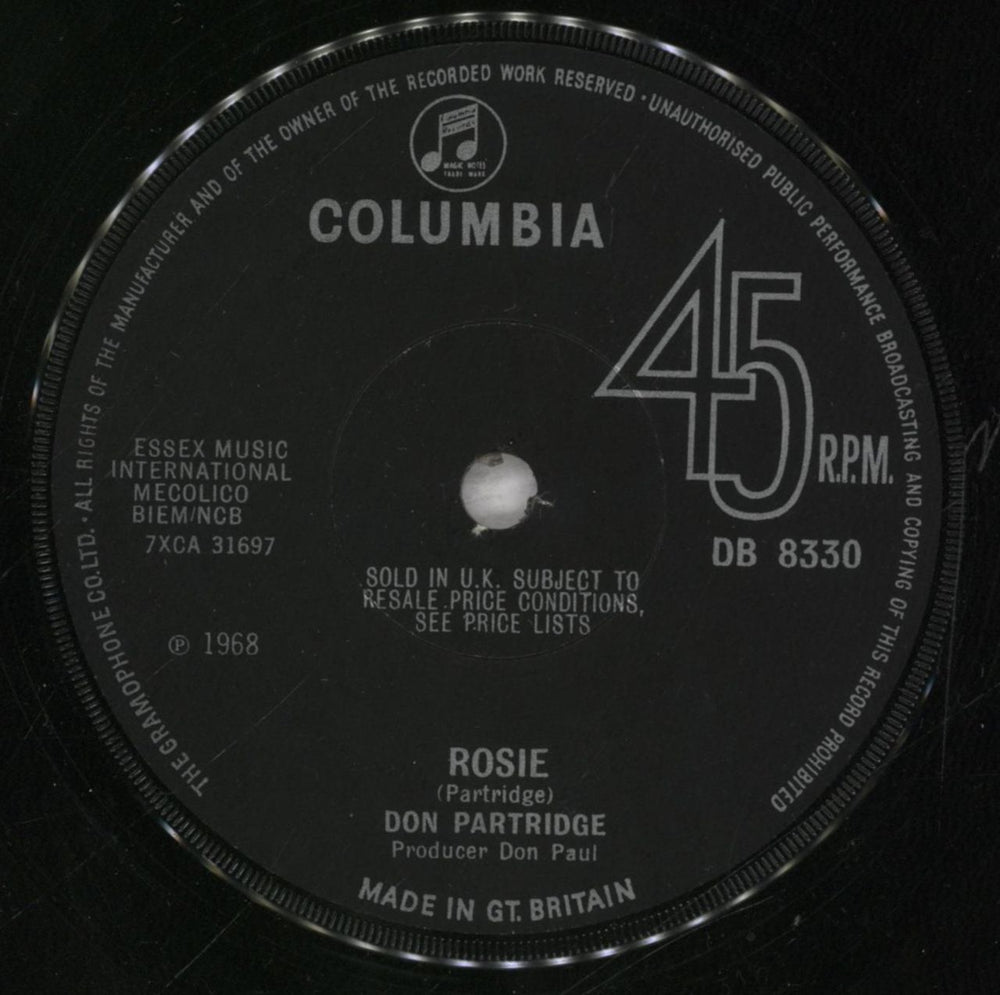 THE GRAMOPHONE CO.LTD. • ALL RIGHTS OF THE MANUFACTURER AND OF THE OWNER OF THE RECORDED WORK RESERVED • UNAUTHORISED PUBLIC PERFORMANCE BROADCASTING AND COPYING OF THIS RECORD PROHIBITED
Columbia
Records
MAGIC NOTES
TRADE MARK
COLUMBIA
45
R.P.M.
ESSEX MUSIC
INTERNATIONAL
MECOLICO
BIEM/NCB
7XCA 31697
DB 8330
SOLD IN U.K. SUBJECT TO
RESALE PRICE CONDITIONS,
SEE PRICE LISTS
℗ 1968
ROSIE
(Partridge)
DON PARTRIDGE
Producer Don Paul
MADE IN GT. BRITAIN